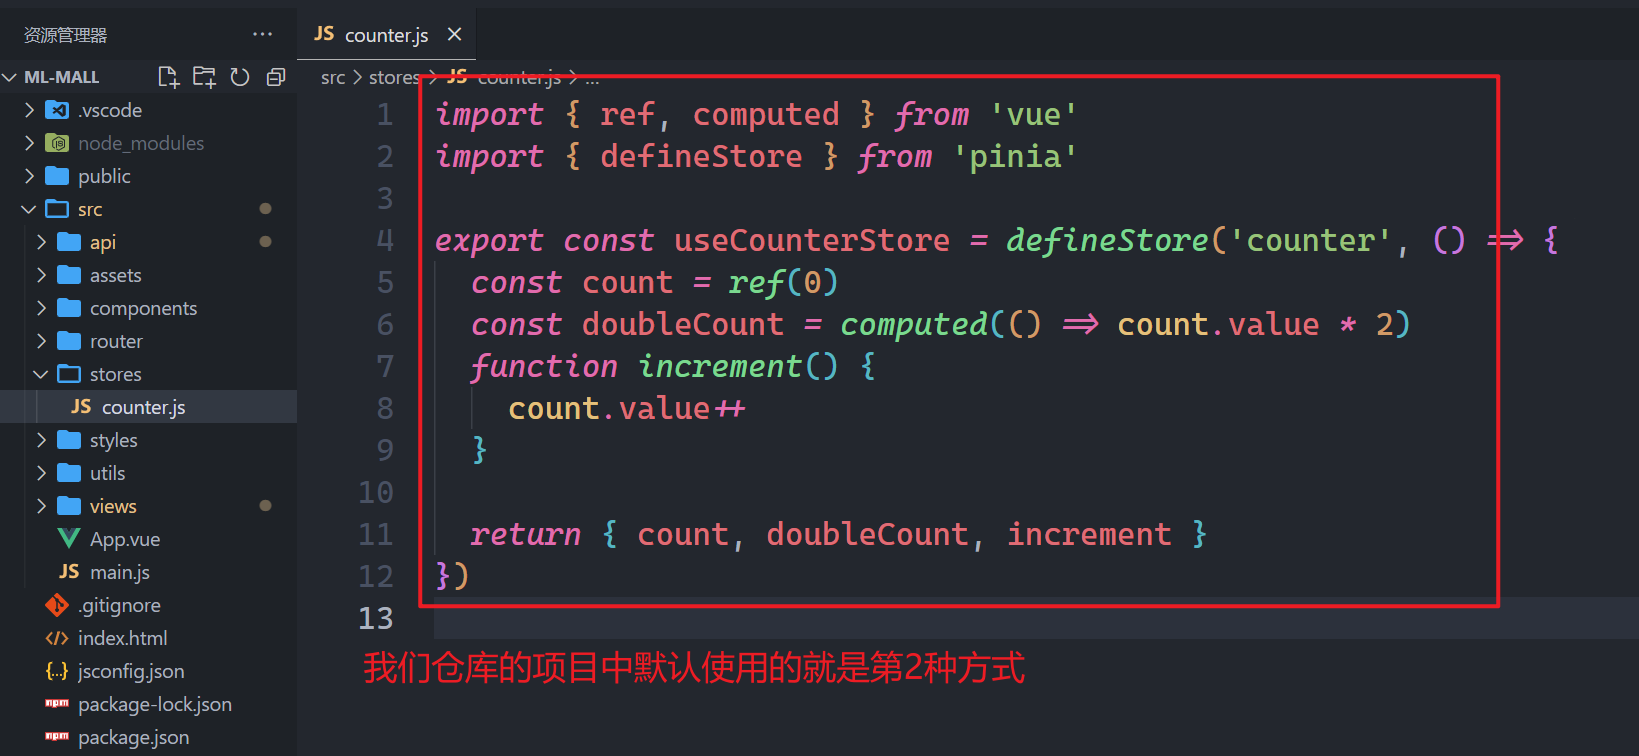 资源管理器
ML-MALL
.vscode
node_modules
public
src
api
assets
components
router
stores
JS counter.js
styles
utils
views
App.vue
JS main.js
.gitignore
index.html
jsconfig.json
package-lock.json
package.json
JS counter.js
src > stores > JS counter.js > ...
1 import { ref, computed } from 'vue'
2 import { defineStore } from 'pinia'
3
4 export const useCounterStore = defineStore('counter', () => {
5 const count = ref(0)
6 const doubleCount = computed(() => count.value * 2)
7 function increment() {
8 count.value++
9 }
10
11 return { count, doubleCount, increment }
12 })
13
我们仓库的项目中默认使用的就是第2种方式